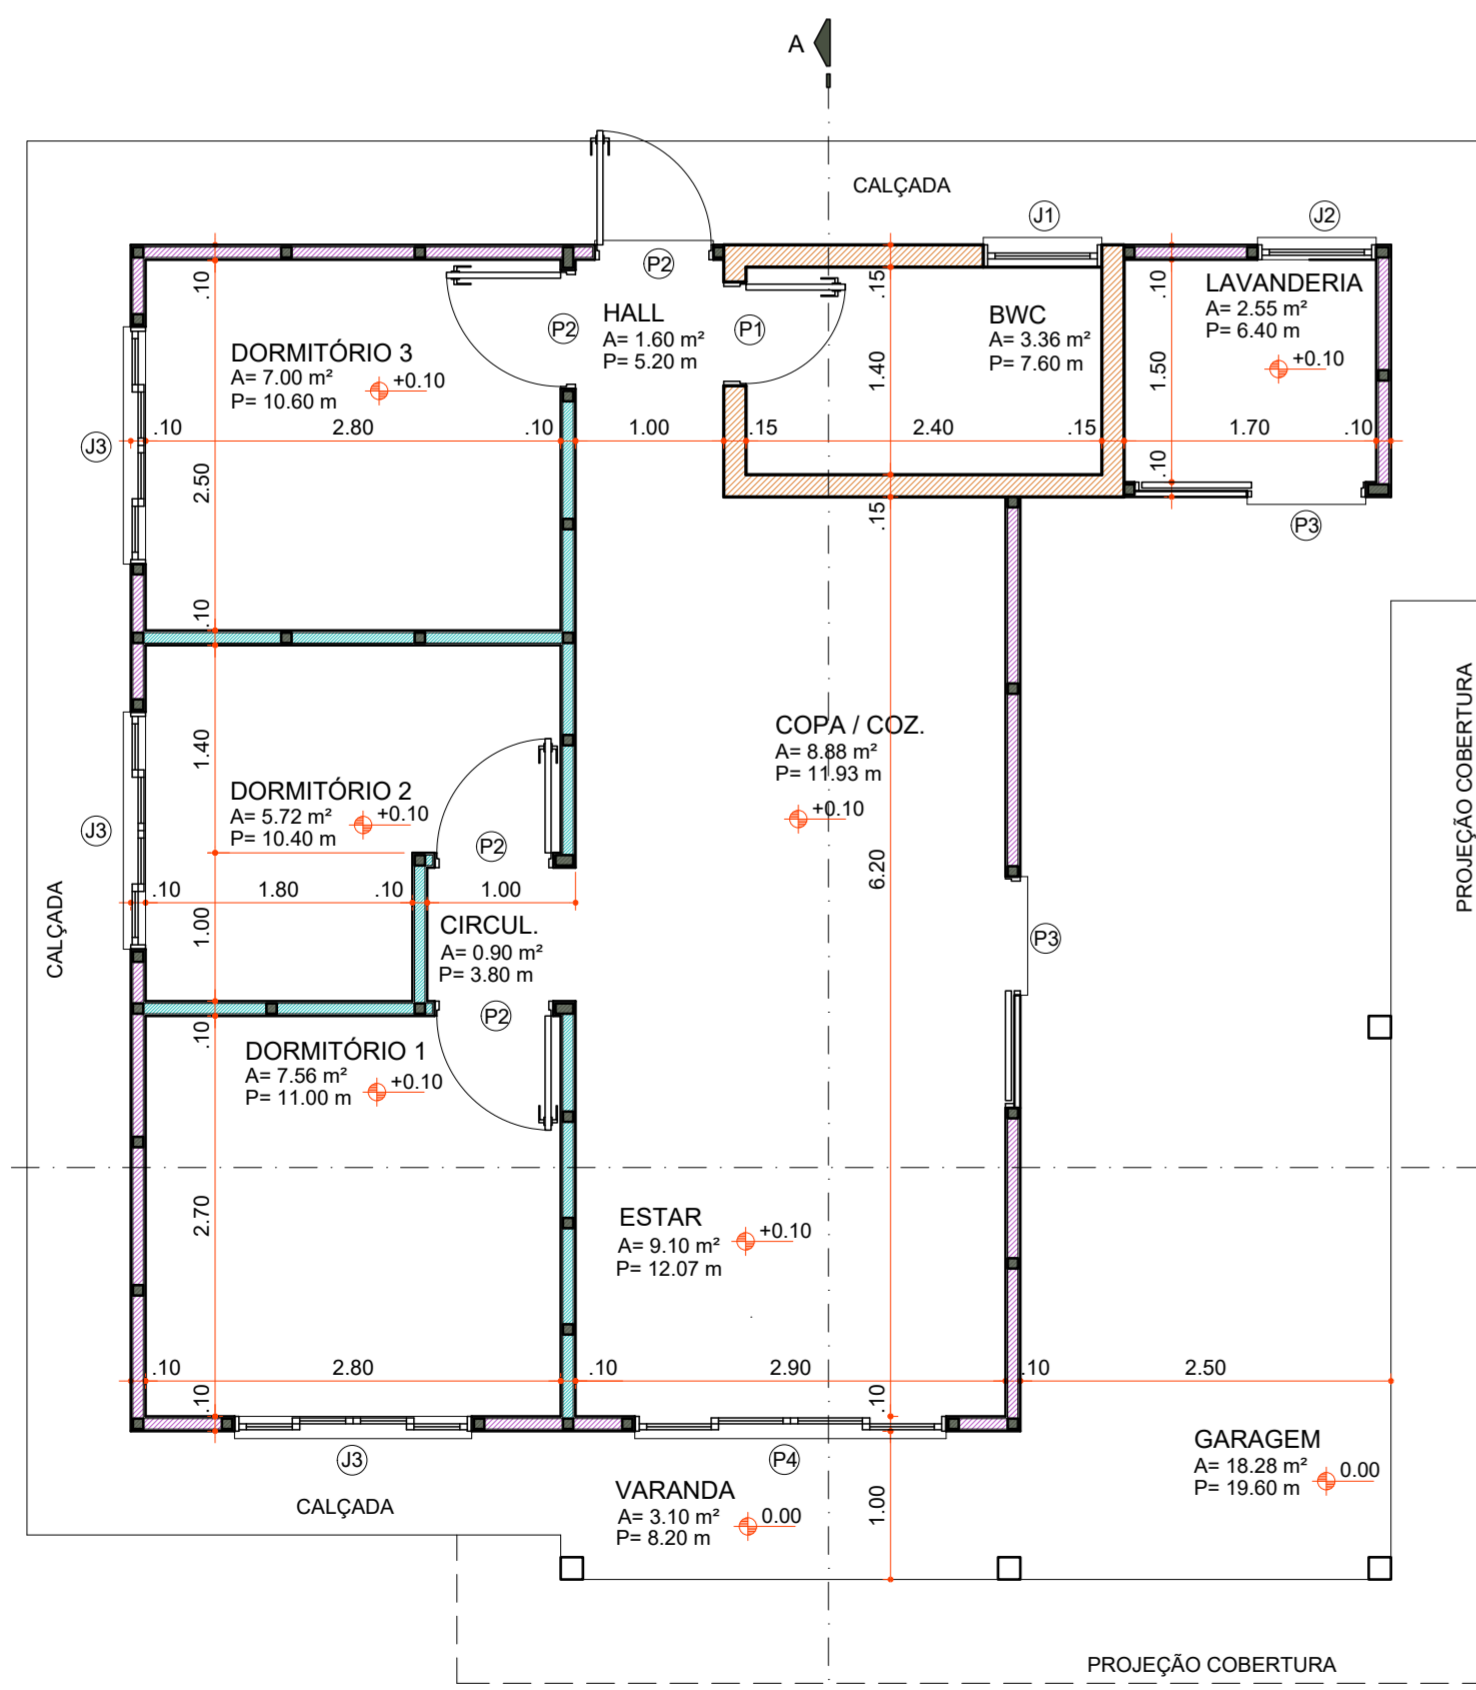 A
CALÇADA
J1
J2
P2
.10
.15
.10
LAVANDERIA
A= 2.55 m²
P= 6.40 m
+0.10
HALL
A= 1.60 m²
P= 5.20 m
P2
P1
BWC
A= 3.36 m²
P= 7.60 m
DORMITÓRIO 3
A= 7.00 m²
P= 10.60 m
+0.10
1.40
1.50
J3
.10
2.80
.10
1.00
.15
2.40
.15
1.70
.10
2.50
.10
.15
P3
.10
PROJEÇÃO COBERTURA
1.40
COPA / COZ.
A= 8.88 m²
P= 11.93 m
+0.10
DORMITÓRIO 2
A= 5.72 m²
P= 10.40 m
+0.10
J3
P2
6.20
.10
1.80
.10
1.00
CALÇADA
1.00
CIRCUL.
A= 0.90 m²
P= 3.80 m
P3
P2
.10
DORMITÓRIO 1
A= 7.56 m²
P= 11.00 m
+0.10
2.70
ESTAR
A= 9.10 m²
P= 12.07 m
+0.10
.10
2.80
.10
2.90
.10
2.50
.10
.10
J3
P4
GARAGEM
A= 18.28 m²
P= 19.60 m
0.00
CALÇADA
VARANDA
A= 3.10 m²
P= 8.20 m
0.00
1.00
PROJEÇÃO COBERTURA